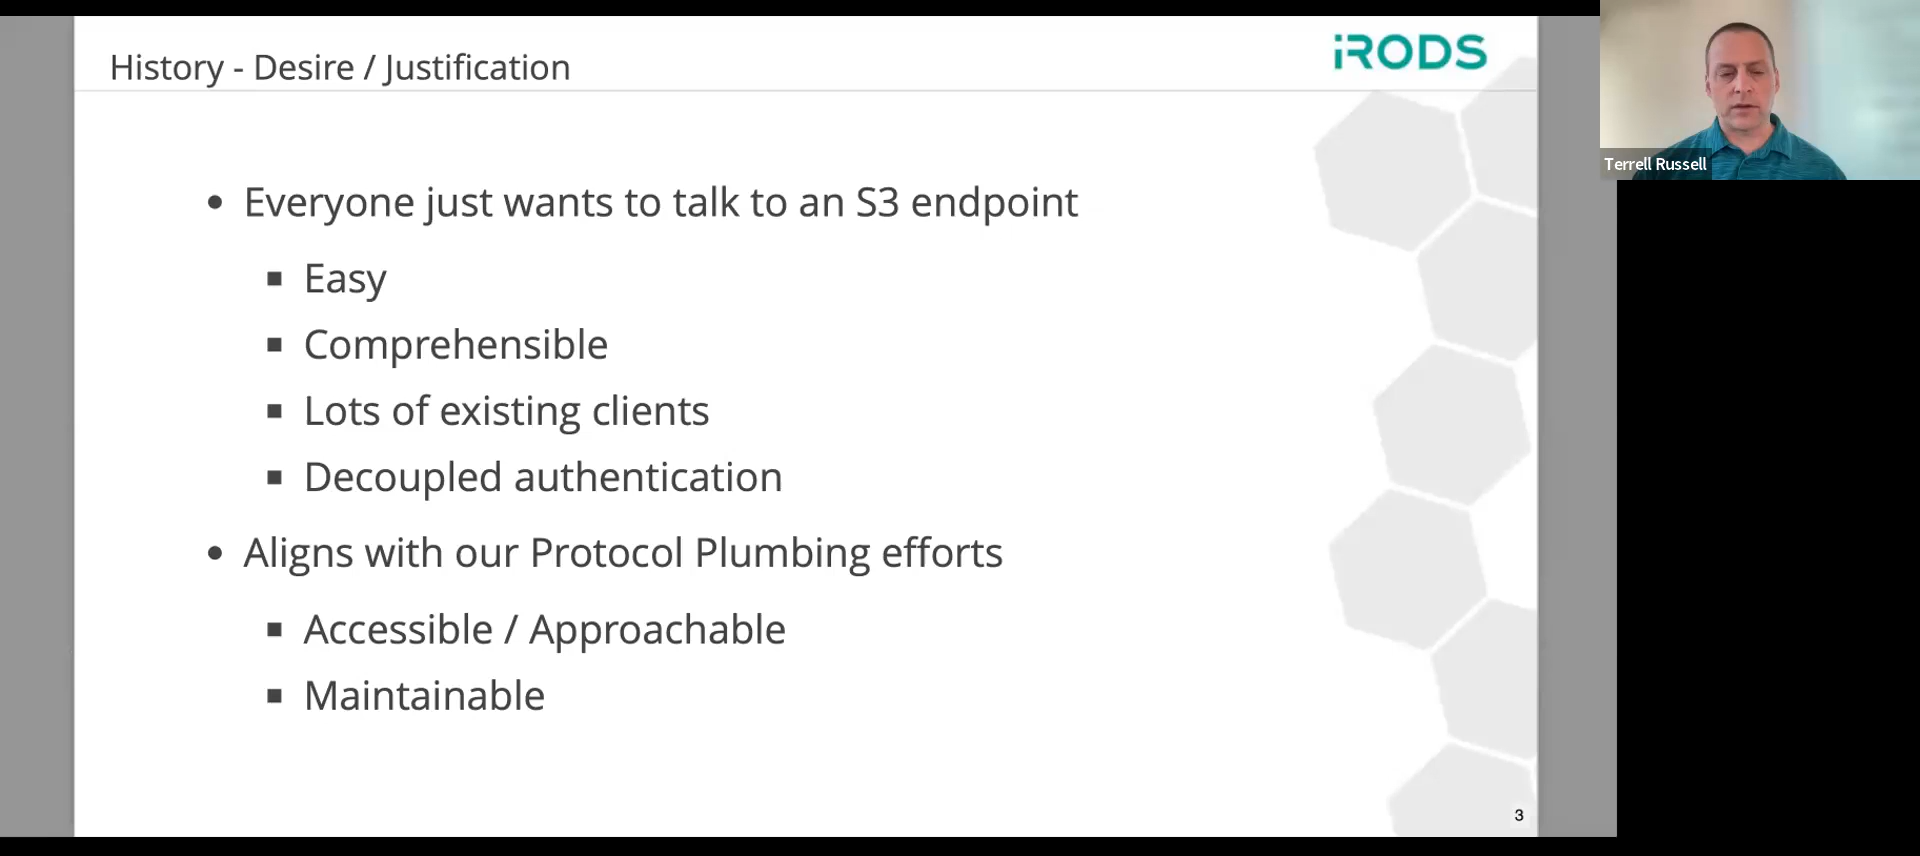 History - Desire / Justification
iRODS
Everyone just wants to talk to an S3 endpoint
Easy
Comprehensible
Lots of existing clients
Decoupled authentication
Aligns with our Protocol Plumbing efforts
Accessible / Approachable
Maintainable
3
Terrell Russell